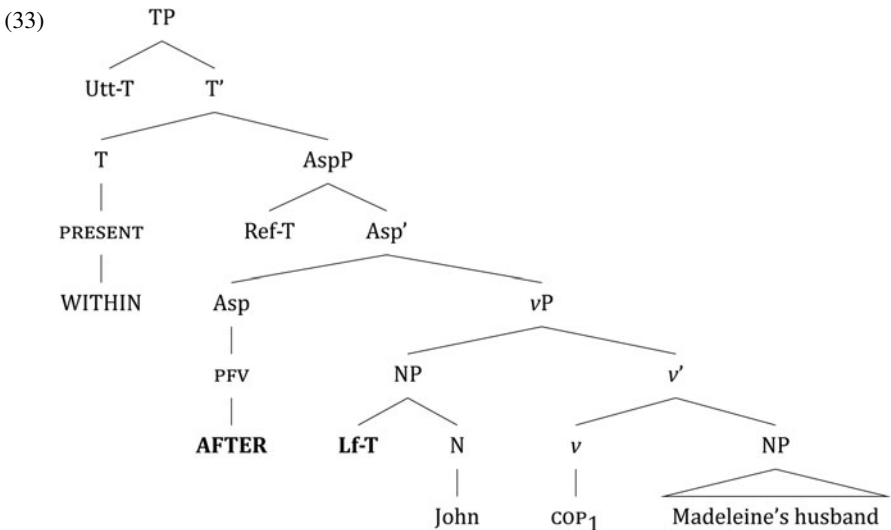 (33) TP
Utt-T T’
T AspP
PRESENT Ref-T Asp’
WITHIN Asp vP
PFV NP v’
AFTER Lf-T N v NP
John COP₁ Madeleine’s husband